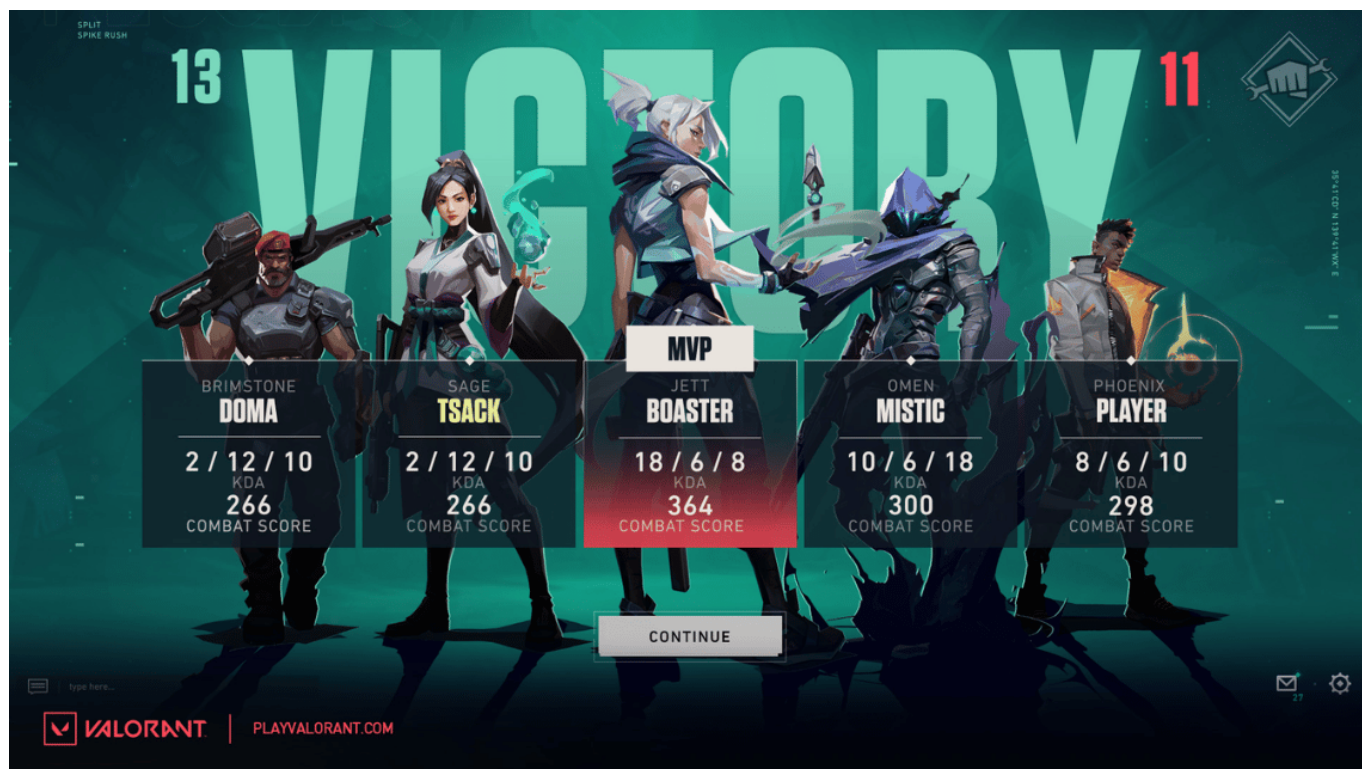 SPLIT
SPIKE RUSH
13
VICTORY
11
MVP
BRIMSTONE
DOMA
2 / 12 / 10
KDA
266
COMBAT SCORE
SAGE
TSACK
2 / 12 / 10
KDA
266
COMBAT SCORE
JETT
BOASTER
18 / 6 / 8
KDA
364
COMBAT SCORE
OMEN
MISTIC
10 / 6 / 18
KDA
300
COMBAT SCORE
PHOENIX
PLAYER
8 / 6 / 10
KDA
298
COMBAT SCORE
CONTINUE
type here...
27
VALORANT
PLAYVALORANT.COM